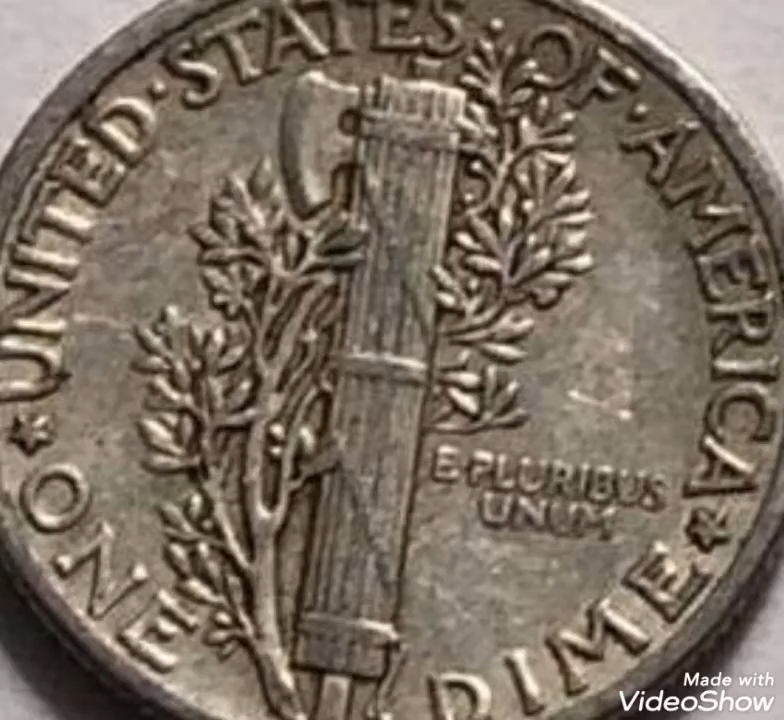 UNITED·STATES·OF·AMERICA
E·PLURIBUS
UNUM
ONE DIME
Made with
VideoShow